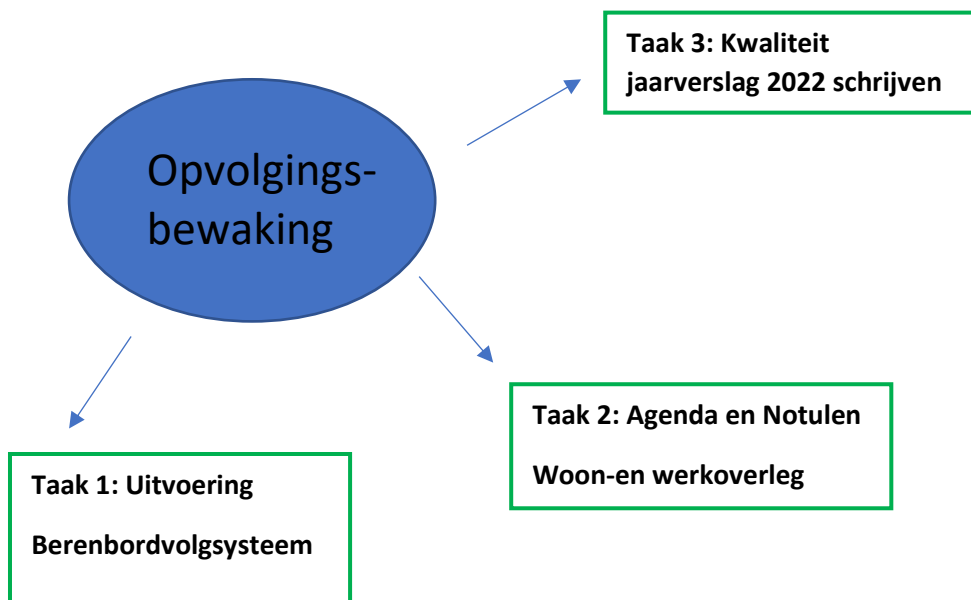 Taak 3: Kwaliteit
jaarverslag 2022 schrijven
Opvolgings-
bewaking
Taak 2: Agenda en Notulen
Woon-en werkoverleg
Taak 1: Uitvoering
Berenbordvolgsysteem